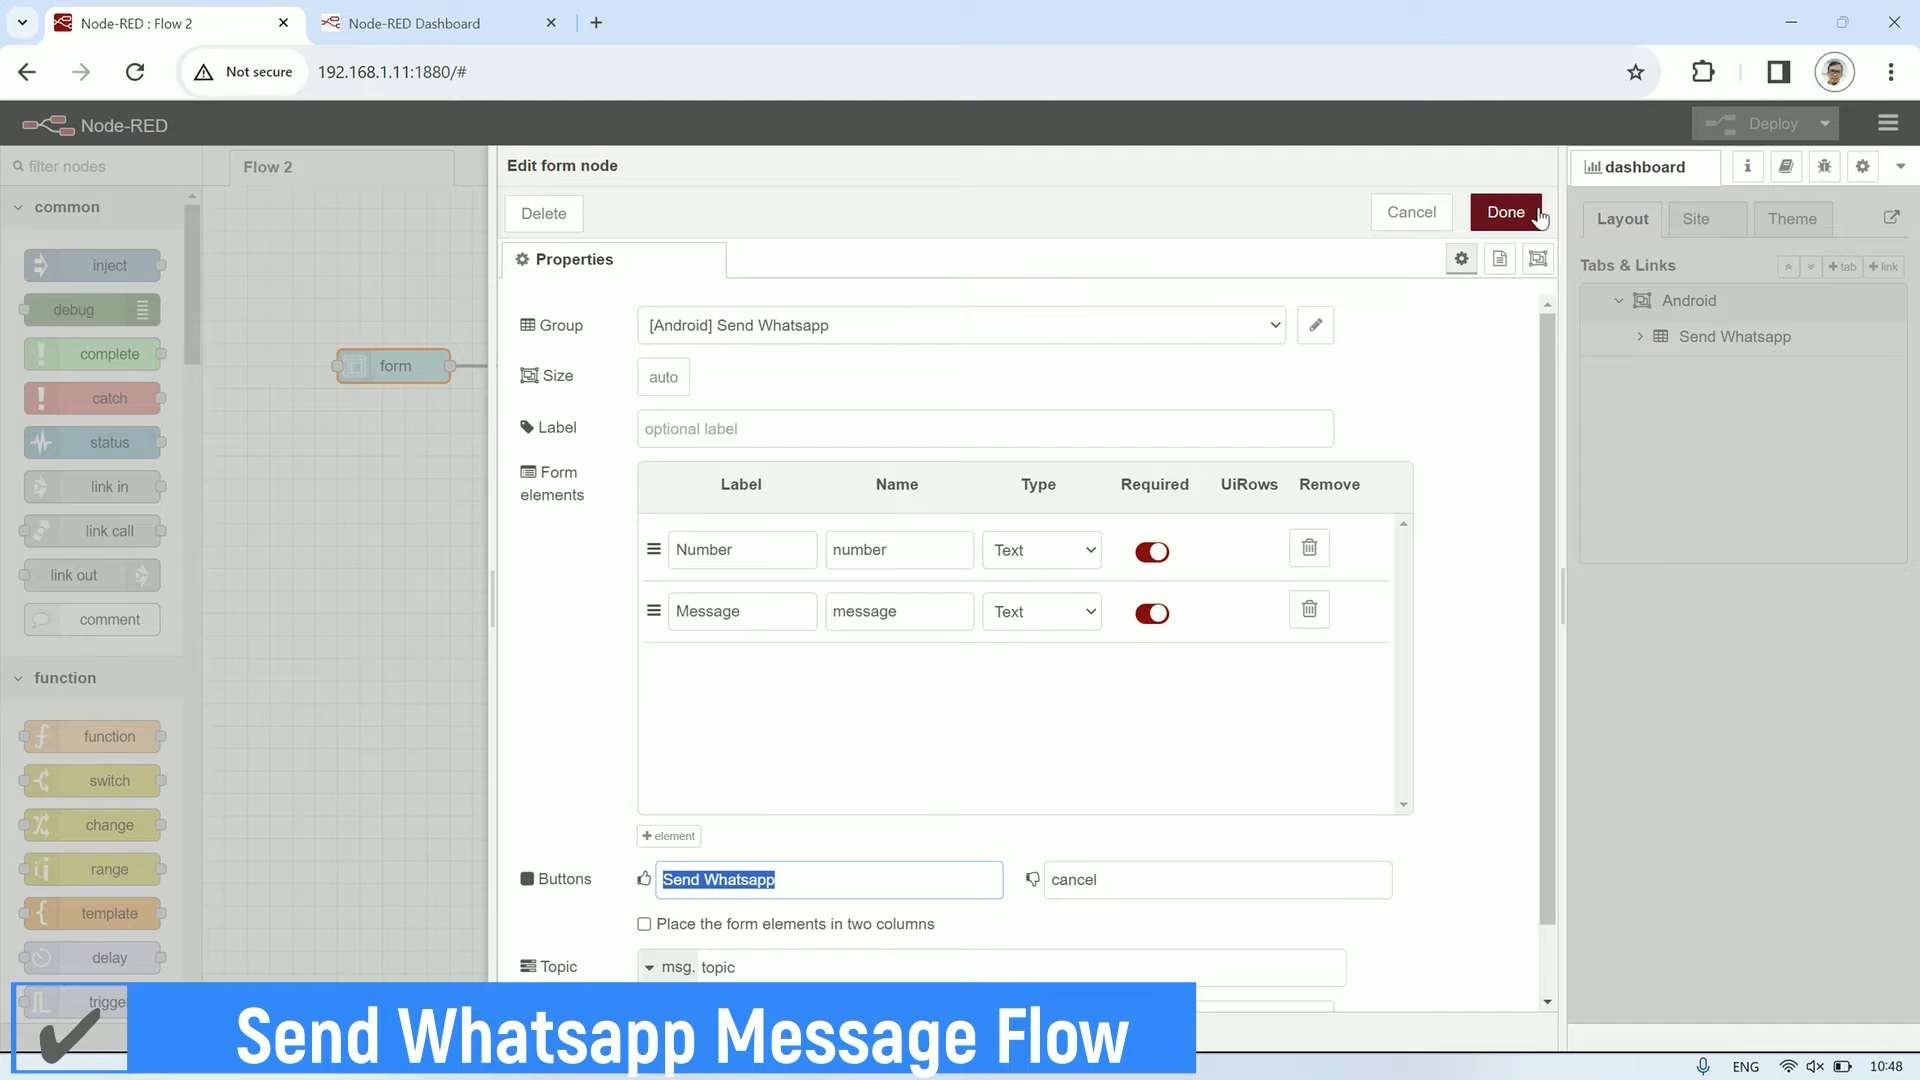 Node-RED : Flow 2
Node-RED Dashboard
Not secure
192.168.1.11:1880/#
Node-RED
Deploy
filter nodes
Flow 2
Edit form node
dashboard
common
Delete
Cancel
Done
Layout
Site
Theme
inject
Properties
Tabs & Links
tab
link
debug
Group
[Android] Send Whatsapp
Android
complete
Send Whatsapp
form
Size
auto
catch
Label
optional label
status
Form
elements
Label
Name
Type
Required
UiRows
Remove
link in
link call
Number
number
Text
link out
comment
Message
message
Text
function
function
switch
change
element
range
Buttons
Send Whatsapp
cancel
template
Place the form elements in two columns
delay
Topic
msg. topic
trigge
Send Whatsapp Message Flow
ENG
10:48